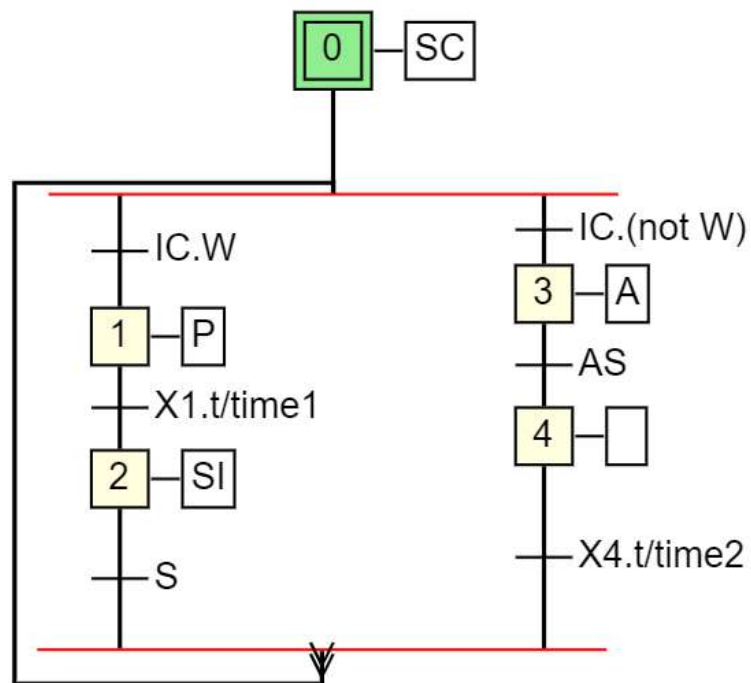 0
SC
IC.W
IC.(not W)
3
A
1
P
AS
X1.t/time1
4
2
SI
X4.t/time2
S